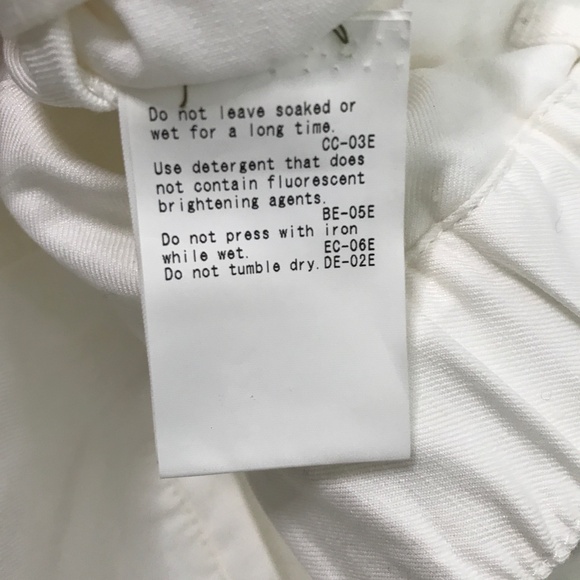 Do not leave soaked or
wet for a long time.
CC-03E
Use detergent that does
not contain fluorescent
brightening agents.
BE-05E
Do not press with iron
while wet. EC-06E
Do not tumble dry. DE-02E